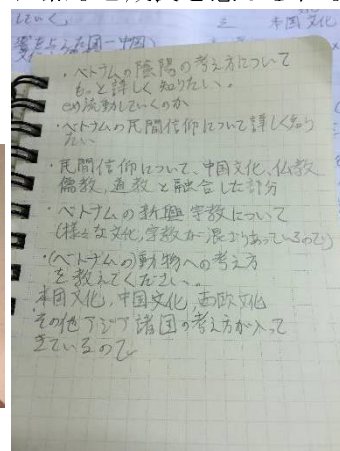 していく。
本国文化
・ベトナムの陰陽の考え方について
もっと詳しく知りたい。
流動していくのか
・ベトナムの民間信仰について詳しく知り
たい
・民間信仰について、中国文化、仏教
儒教、道教と融合した部分
・ベトナムの新興宗教について
(様々な文化、宗教が混ざりあっているので)
・(ベトナムの)動物への考え方
を教えてください。
本国文化、中国文化、西欧文化
その他アジア諸国の考え方が入って
きているので